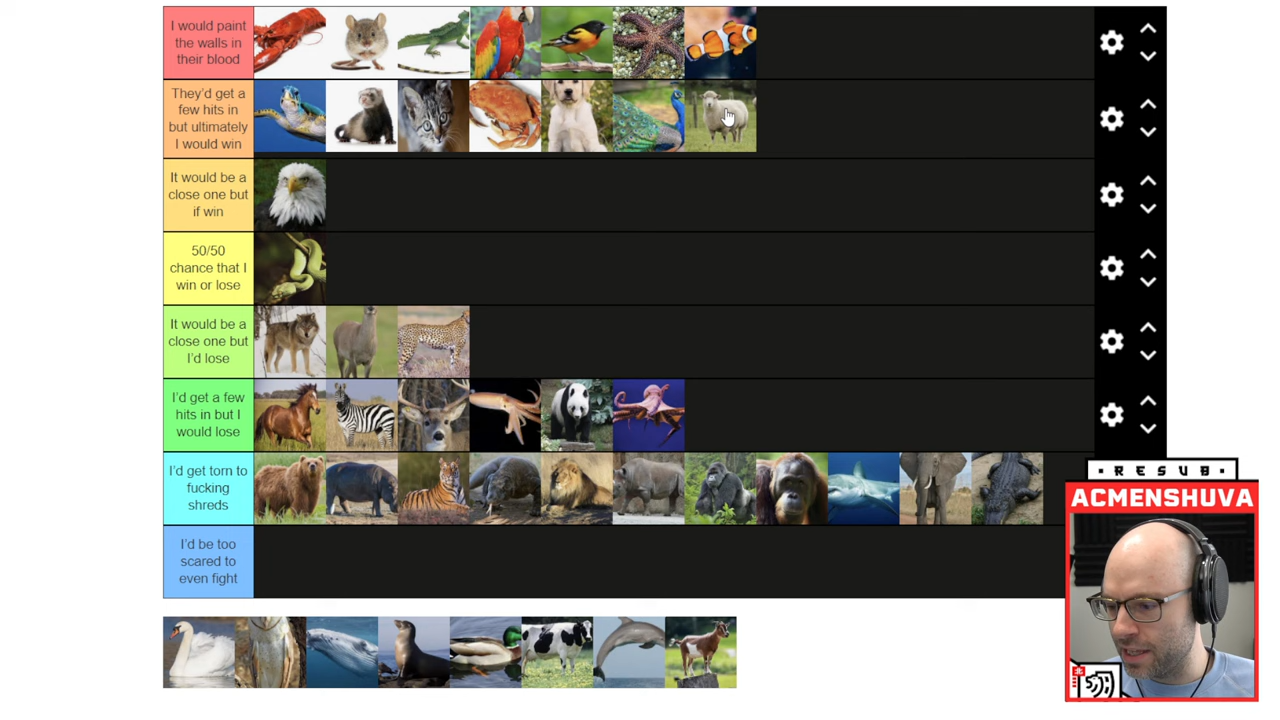 I would paint
the walls in
their blood
They'd get a
few hits in
but ultimately
I would win
It would be a
close one but
if win
50/50
chance that I
win or lose
It would be a
close one but
I'd lose
I'd get a few
hits in but I
would lose
I'd get torn to
fucking
shreds
I'd be too
scared to
even fight
RESUB
ACMENSHUVA